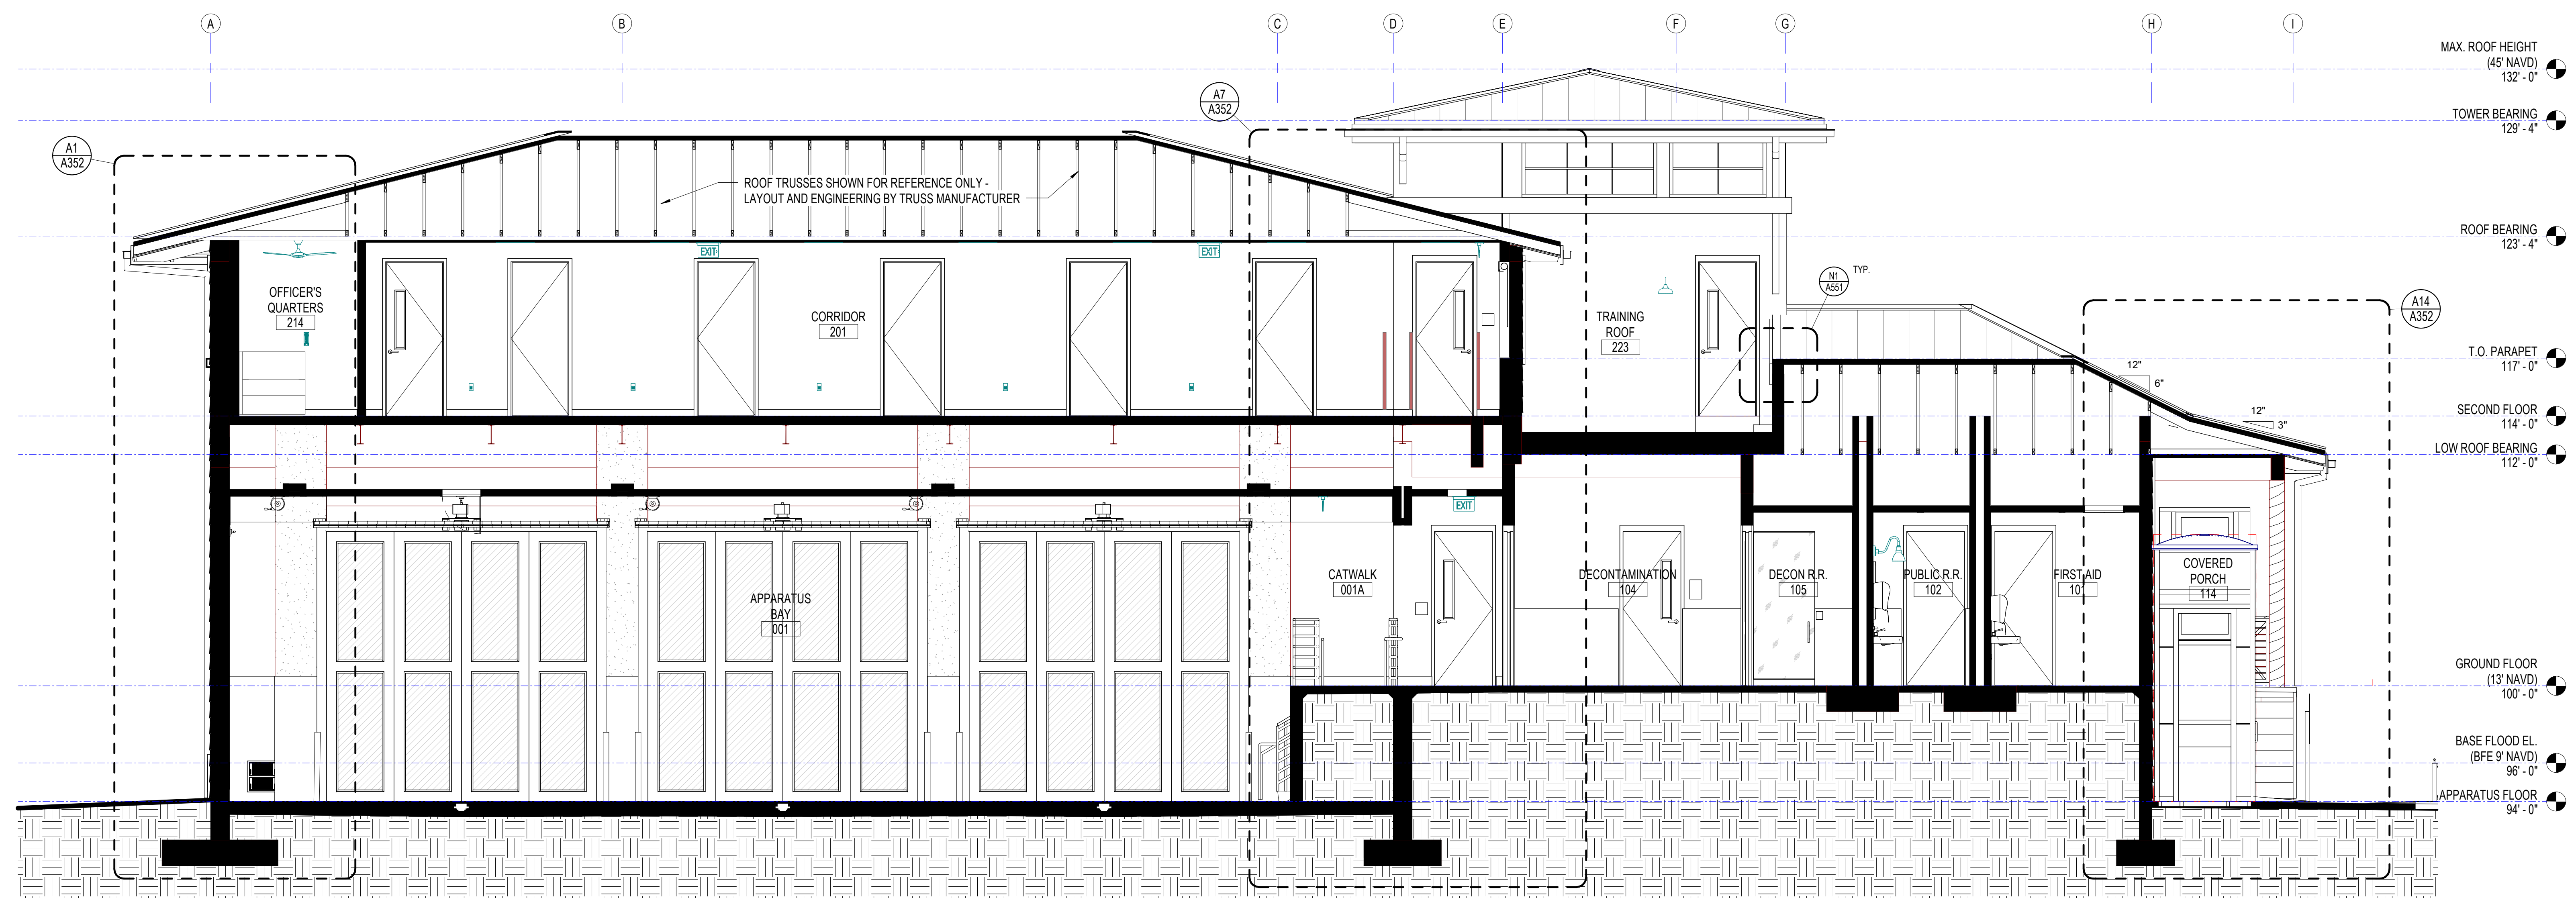 A
B
C
D
E
F
G
H
I
MAX. ROOF HEIGHT
(45' NAVD)
132' - 0"
TOWER BEARING
129' - 4"
ROOF BEARING
123' - 4"
T.O. PARAPET
117' - 0"
SECOND FLOOR
114' - 0"
LOW ROOF BEARING
112' - 0"
GROUND FLOOR
(13' NAVD)
100' - 0"
BASE FLOOD EL.
(BFE 9' NAVD)
96' - 0"
APPARATUS FLOOR
94' - 0"
A1
A352
A7
A352
N1
A551
TYP.
A14
A352
ROOF TRUSSES SHOWN FOR REFERENCE ONLY -
LAYOUT AND ENGINEERING BY TRUSS MANUFACTURER
EXIT
EXIT
OFFICER'S
QUARTERS
214
CORRIDOR
201
TRAINING
ROOF
223
12"
6"
12"
3"
EXIT
APPARATUS
BAY
001
CATWALK
001A
DECONTAMINATION
104
DECON R.R.
105
PUBLIC R.R.
102
FIRST AID
101
COVERED
PORCH
114